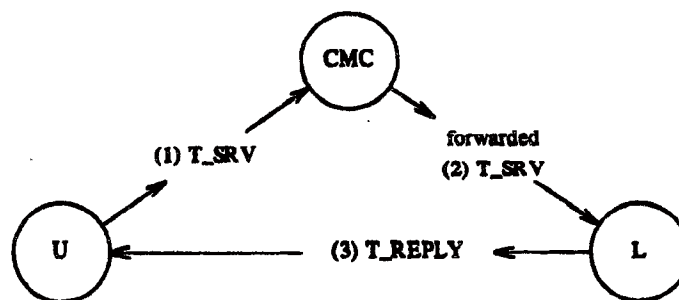 CMC
forwarded
(1) T_SRV
(2) T_SRV
U
(3) T_REPLY
L